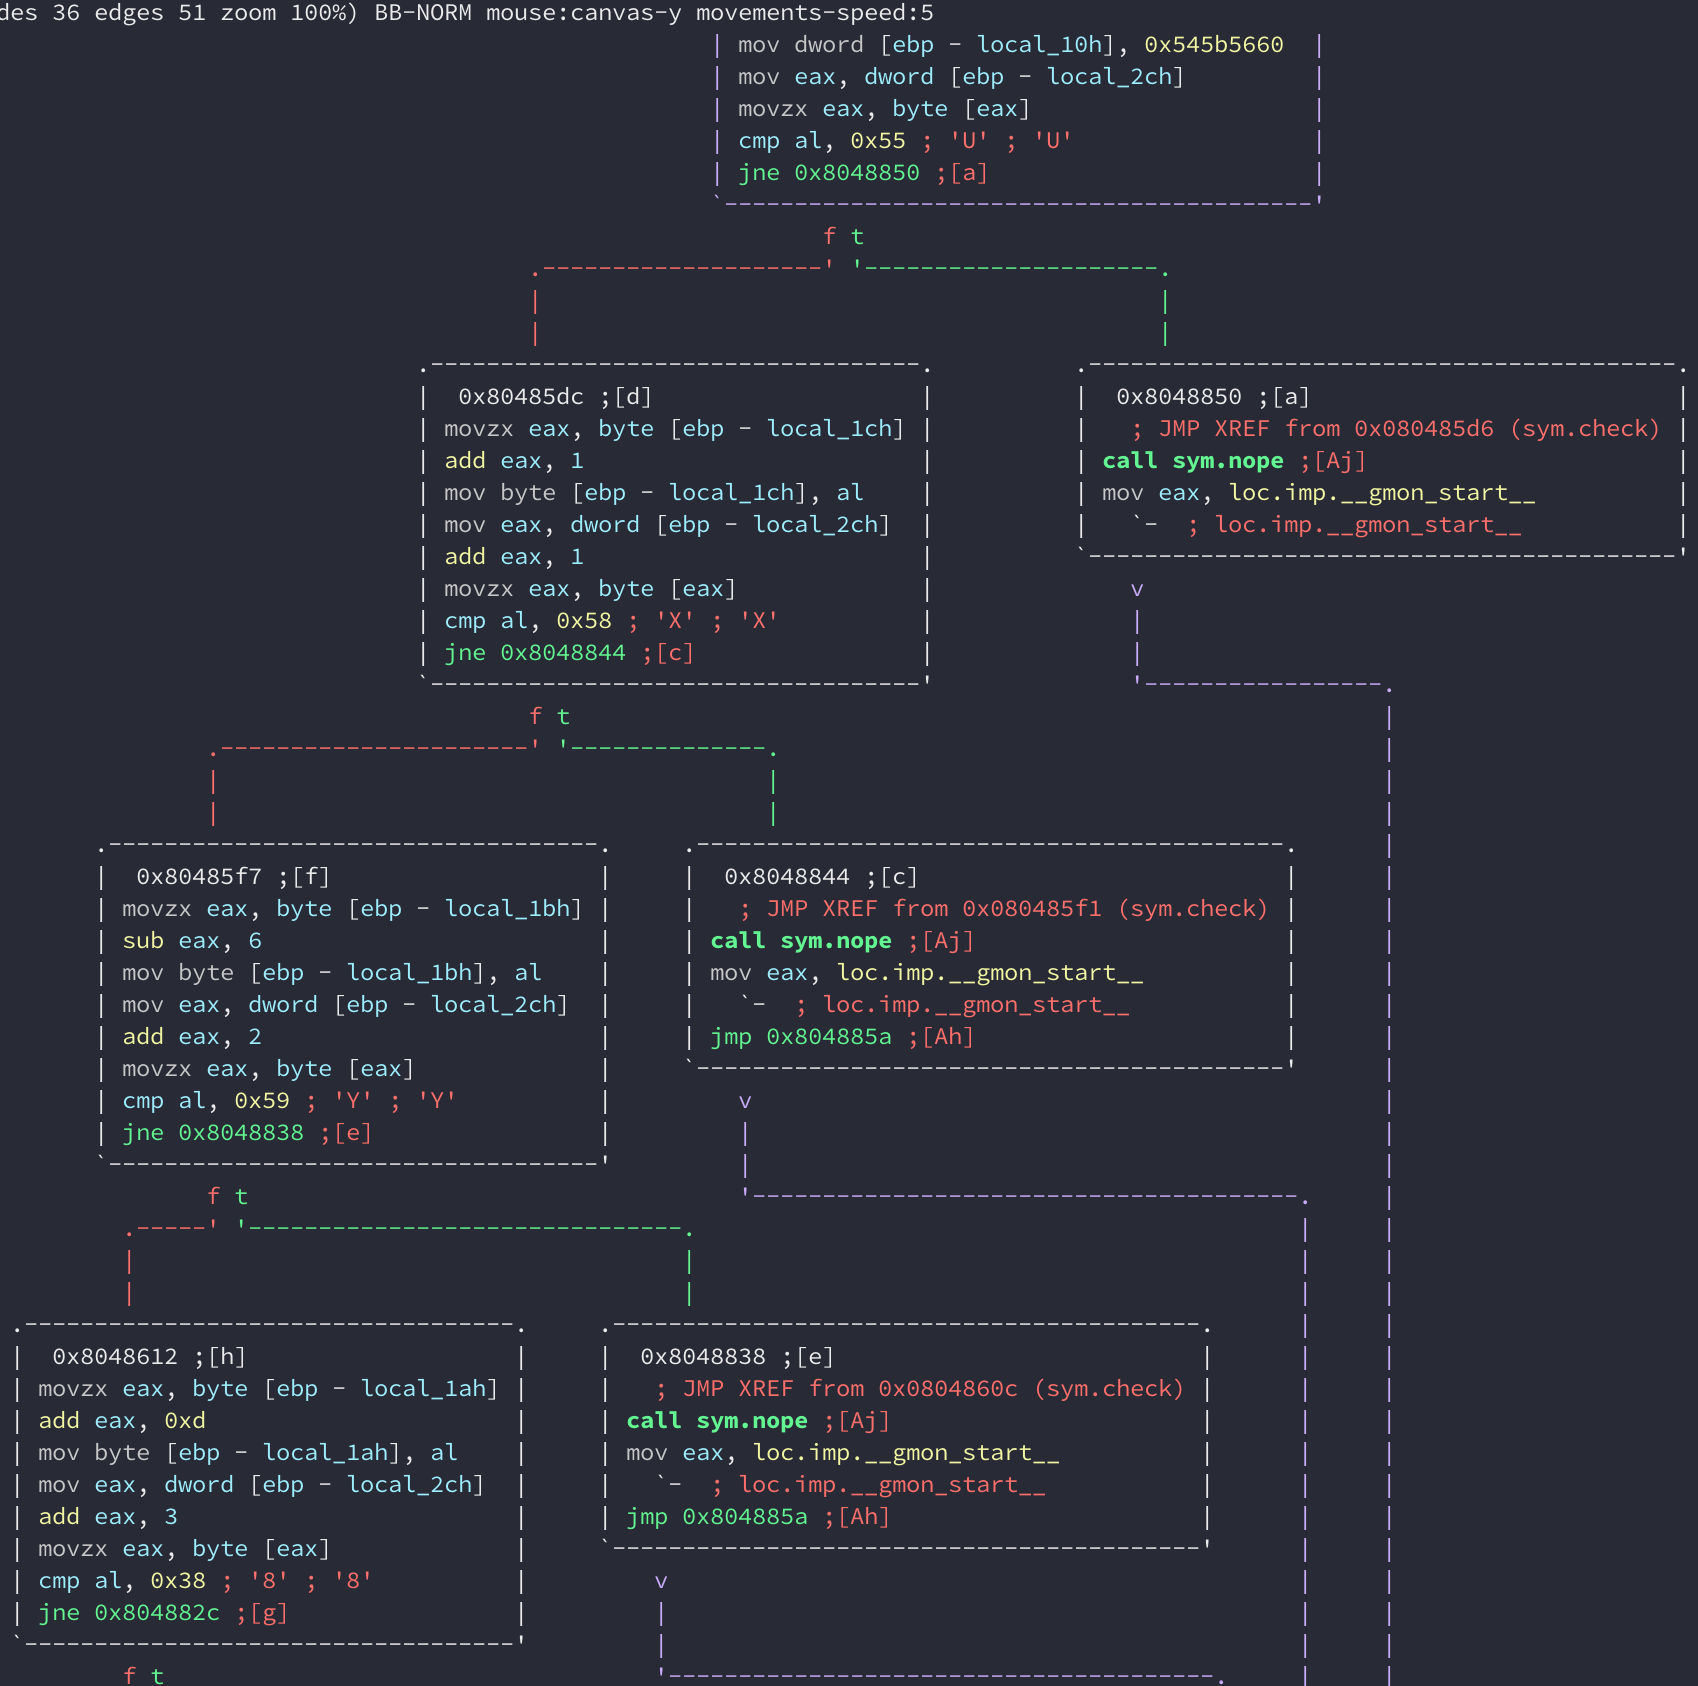 des 36 edges 51 zoom 100%) BB-NORM mouse:canvas-y movements-speed:5
mov dword [ebp - local_10h], 0x545b5660
mov eax, dword [ebp - local_2ch]
movzx eax, byte [eax]
cmp al, 0x55 ; 'U' ; 'U'
jne 0x8048850 ;[a]
f t
0x80485dc ;[d]
movzx eax, byte [ebp - local_1ch]
add eax, 1
mov byte [ebp - local_1ch], al
mov eax, dword [ebp - local_2ch]
add eax, 1
movzx eax, byte [eax]
cmp al, 0x58 ; 'X' ; 'X'
jne 0x8048844 ;[c]
0x8048850 ;[a]
; JMP XREF from 0x080485d6 (sym.check)
call sym.nope ;[Aj]
mov eax, loc.imp.__gmon_start__
`- ; loc.imp.__gmon_start__
v
f t
0x80485f7 ;[f]
movzx eax, byte [ebp - local_1bh]
sub eax, 6
mov byte [ebp - local_1bh], al
mov eax, dword [ebp - local_2ch]
add eax, 2
movzx eax, byte [eax]
cmp al, 0x59 ; 'Y' ; 'Y'
jne 0x8048838 ;[e]
0x8048844 ;[c]
; JMP XREF from 0x080485f1 (sym.check)
call sym.nope ;[Aj]
mov eax, loc.imp.__gmon_start__
`- ; loc.imp.__gmon_start__
jmp 0x804885a ;[Ah]
v
f t
0x8048612 ;[h]
movzx eax, byte [ebp - local_1ah]
add eax, 0xd
mov byte [ebp - local_1ah], al
mov eax, dword [ebp - local_2ch]
add eax, 3
movzx eax, byte [eax]
cmp al, 0x38 ; '8' ; '8'
jne 0x804882c ;[g]
0x8048838 ;[e]
; JMP XREF from 0x0804860c (sym.check)
call sym.nope ;[Aj]
mov eax, loc.imp.__gmon_start__
`- ; loc.imp.__gmon_start__
jmp 0x804885a ;[Ah]
v
f t